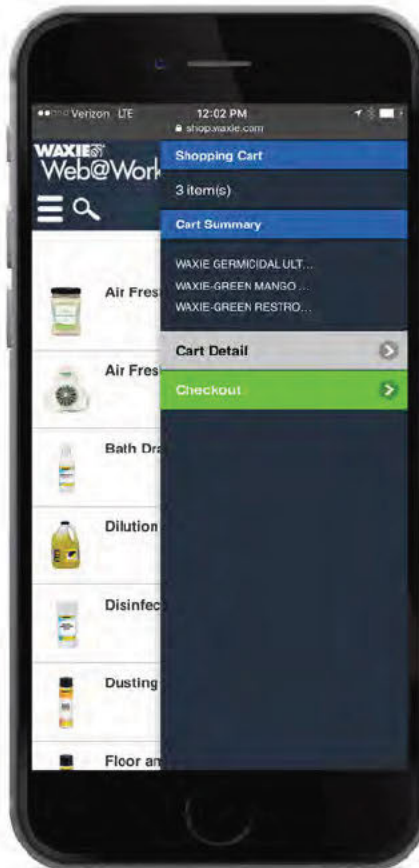 Verizon LTE
12:02 PM
shop.waxie.com
WAXIE
Web@Work
Shopping Cart
3 item(s)
Cart Summary
WAXIE GERMICIDAL ULT...
WAXIE-GREEN MANGO ...
WAXIE-GREEN RESTRO...
Cart Detail
Checkout
Air Fres
Air Fres
Bath Dr
Dilution
Disinfec
Dusting
Floor an